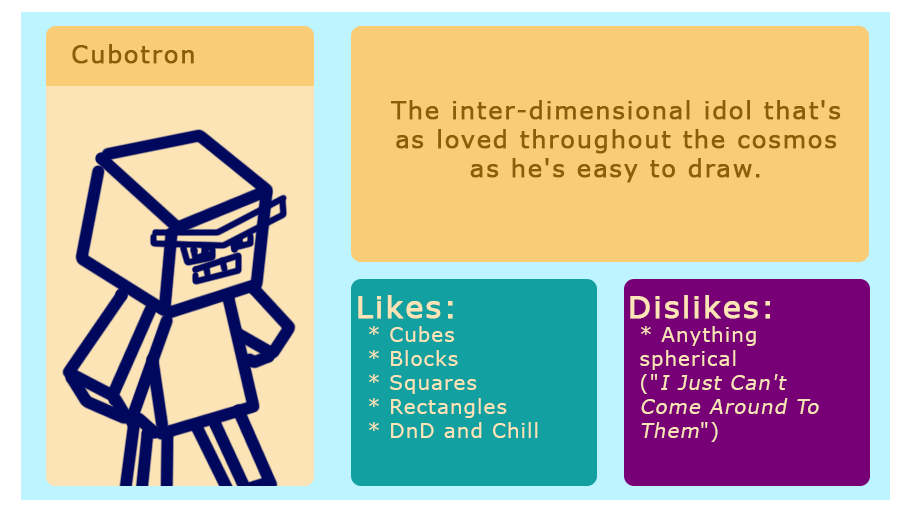 Cubotron
The inter-dimensional idol that's
as loved throughout the cosmos
as he's easy to draw.
Likes:
* Cubes
* Blocks
* Squares
* Rectangles
* DnD and Chill
Dislikes:
* Anything
spherical
("I Just Can't
Come Around To
Them")